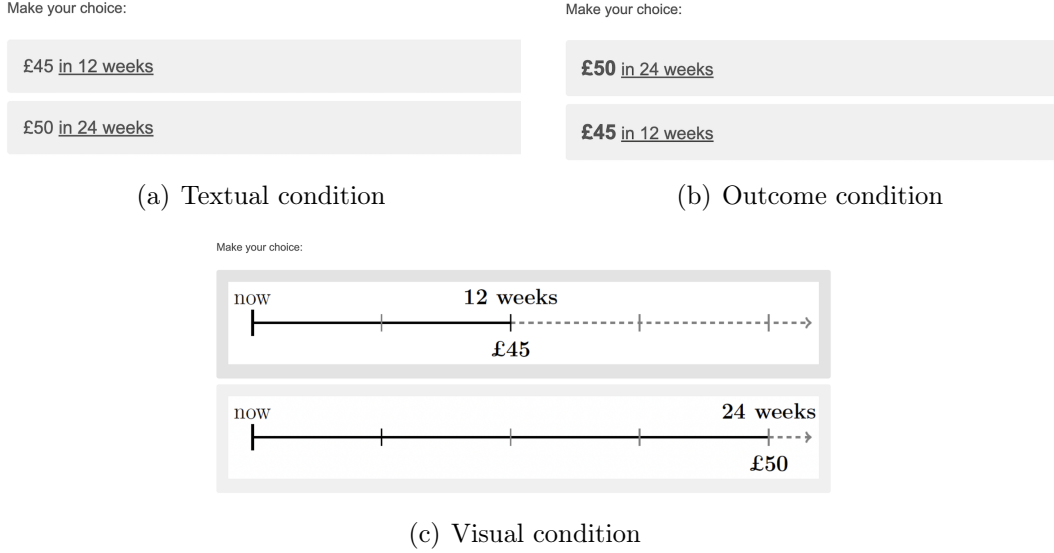 Make your choice:
£45 in 12 weeks
£50 in 24 weeks
(a) Textual condition
Make your choice:
£50 in 24 weeks
£45 in 12 weeks
(b) Outcome condition
Make your choice:
now 12 weeks
£45
now 24 weeks
£50
(c) Visual condition